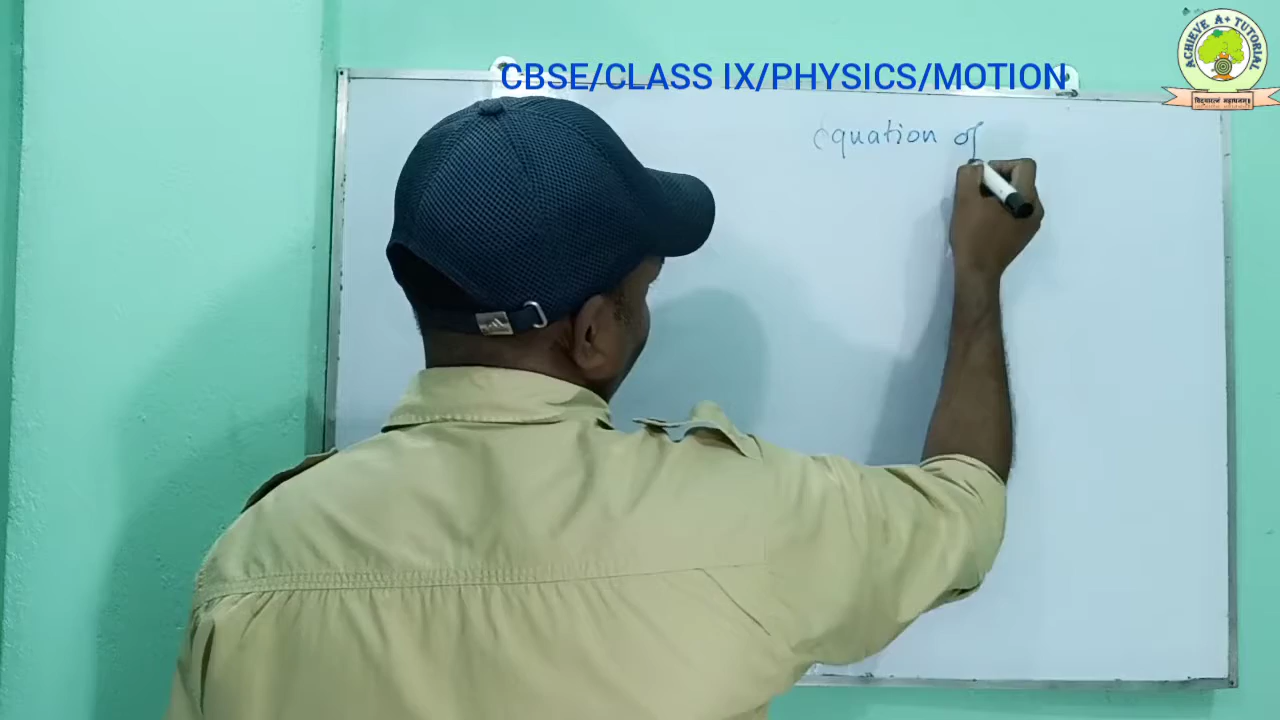 CBSE/CLASS IX/PHYSICS/MOTION
ACHIEVE A+ TUTORIAL
equation of